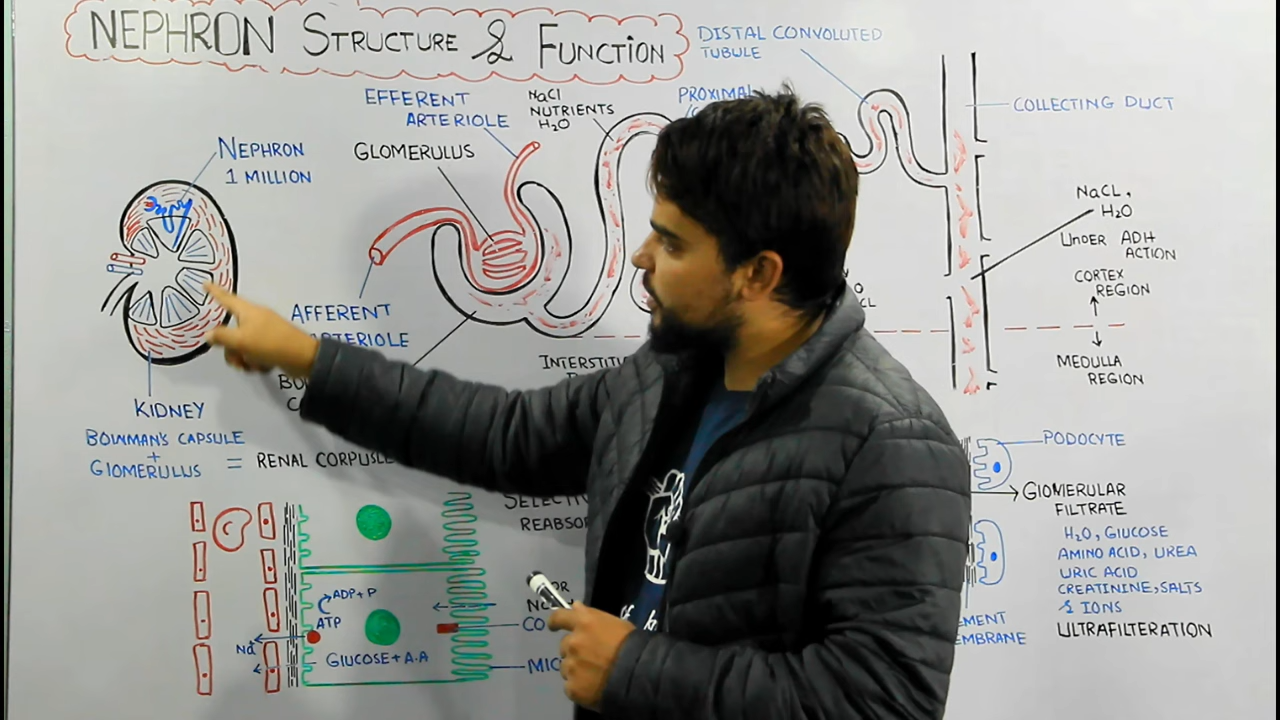 NEPHRON STRUCTURE & FUNCTION
DISTAL CONVOLUTED
TUBULE
EFFERENT
ARTERIOLE
NaCl
NUTRIENTS
H₂O
PROXIMAL
COLLECTING DUCT
GLOMERULUS
NEPHRON
1 MILLION
NaCL
H₂O
UNDER ADH
ACTION
CORTEX
REGION
MEDULLA
REGION
AFFERENT
KIDNEY
BOWMAN'S CAPSULE
+
GLOMERULUS = RENAL CORPUSLE
PODOCYTE
GLOMERULAR
FILTRATE
H₂O, GLUCOSE
AMINO ACID, UREA
URIC ACID
CREATININE, SALTS
& IONS
ULTRAFILTERATION
ADP + P
ATP
Na
GLUCOSE + A.A